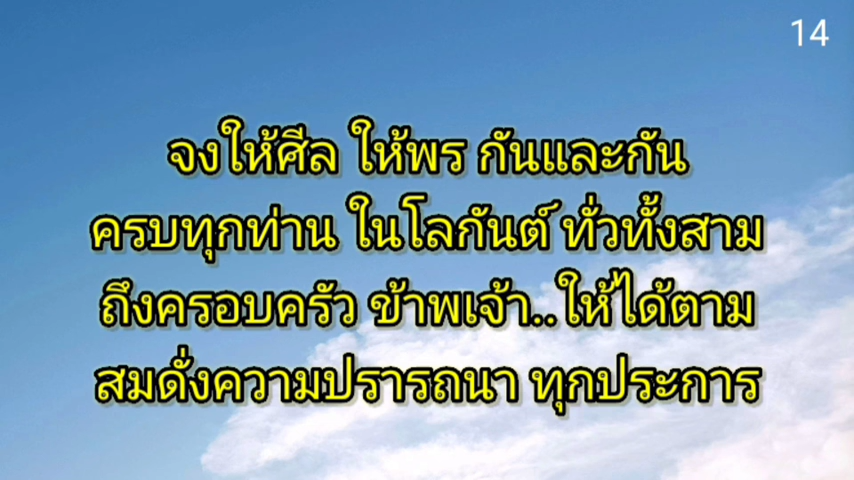 14
จงให้ศีล ให้พร กันและกัน
ครบทุกท่าน ในโลกันต์ ทั่วทั้งสาม
ถึงครอบครัว ข้าพเจ้า..ให้ได้ตาม
สมดั่งความปรารถนา ทุกประการ